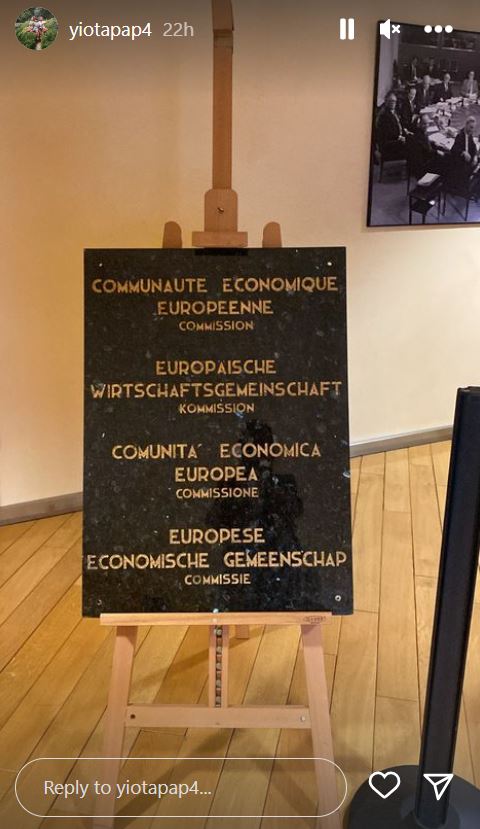 yiotapap4 22h
COMMUNAUTE ECONOMIQUE
EUROPEENNE
COMMISSION
EUROPÄISCHE
WIRTSCHAFTSGEMEINSCHAFT
KOMMISSION
COMUNITA´ ECONOMICA
EUROPEA
COMMISSIONE
EUROPESE
ECONOMISCHE GEMEENSCHAP
COMMISSIE
Reply to yiotapap4...